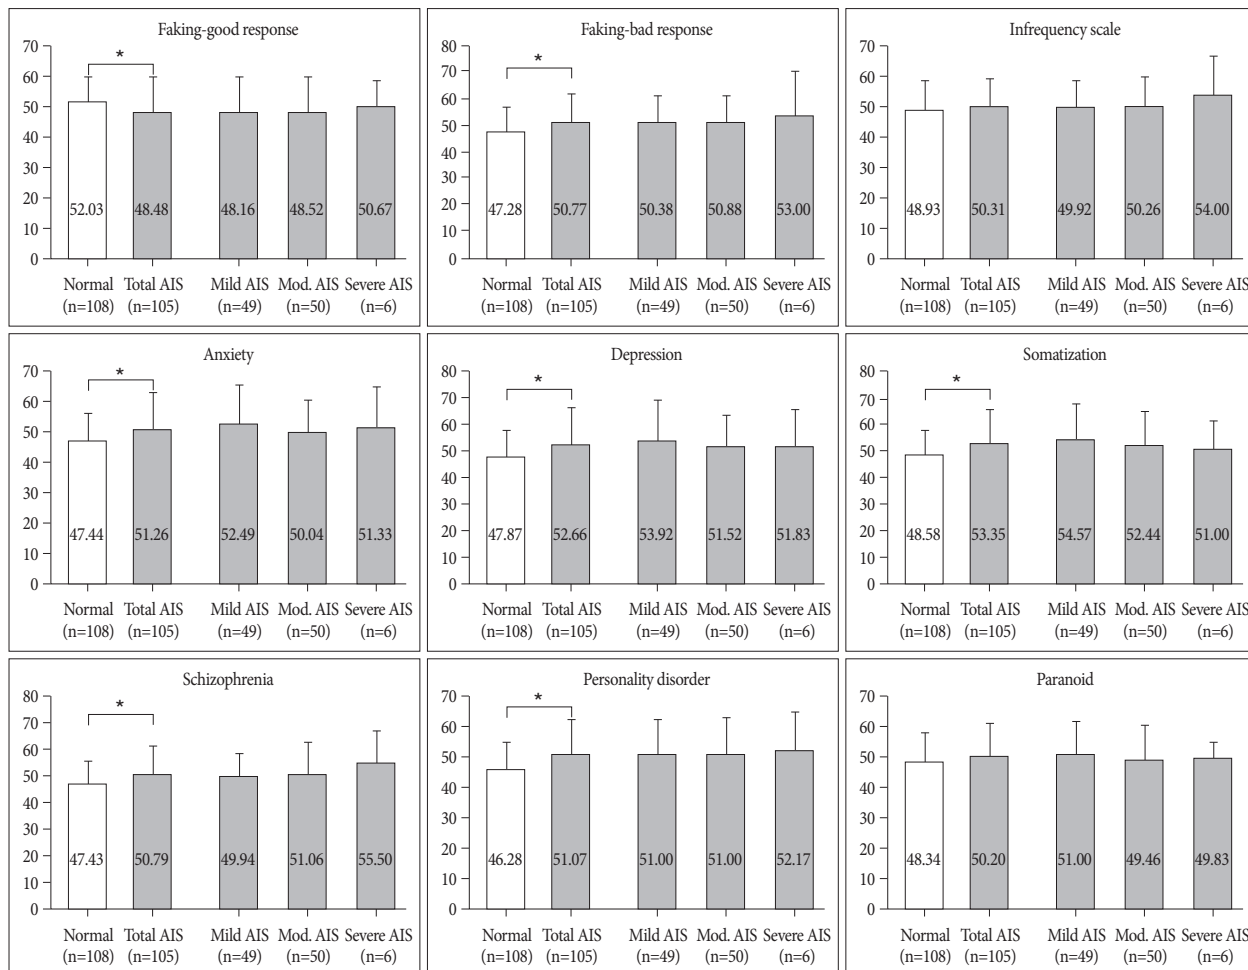 Faking-good response
*
70
60
50
40
30
20
10
0
52.03 48.48 48.16 48.52 50.67
Normal Total AIS Mild AIS Mod. AIS Severe AIS
(n=108) (n=105) (n=49) (n=50) (n=6)
Faking-bad response
*
80
70
60
50
40
30
20
10
0
47.28 50.77 50.38 50.88 53.00
Normal Total AIS Mild AIS Mod. AIS Severe AIS
(n=108) (n=105) (n=49) (n=50) (n=6)
Infrequency scale
70
60
50
40
30
20
10
0
48.93 50.31 49.92 50.26 54.00
Normal Total AIS Mild AIS Mod. AIS Severe AIS
(n=108) (n=105) (n=49) (n=50) (n=6)
Anxiety
*
70
60
50
40
30
20
10
0
47.44 51.26 52.49 50.04 51.33
Normal Total AIS Mild AIS Mod. AIS Severe AIS
(n=108) (n=105) (n=49) (n=50) (n=6)
Depression
*
80
70
60
50
40
30
20
10
0
47.87 52.66 53.92 51.52 51.83
Normal Total AIS Mild AIS Mod. AIS Severe AIS
(n=108) (n=105) (n=49) (n=50) (n=6)
Somatization
*
80
70
60
50
40
30
20
10
0
48.58 53.35 54.57 52.44 51.00
Normal Total AIS Mild AIS Mod. AIS Severe AIS
(n=108) (n=105) (n=49) (n=50) (n=6)
Schizophrenia
*
80
70
60
50
40
30
20
10
0
47.43 50.79 49.94 51.06 55.50
Normal Total AIS Mild AIS Mod. AIS Severe AIS
(n=108) (n=105) (n=49) (n=50) (n=6)
Personality disorder
*
70
60
50
40
30
20
10
0
46.28 51.07 51.00 51.00 52.17
Normal Total AIS Mild AIS Mod. AIS Severe AIS
(n=108) (n=105) (n=49) (n=50) (n=6)
Paranoid
70
60
50
40
30
20
10
0
48.34 50.20 51.00 49.46 49.83
Normal Total AIS Mild AIS Mod. AIS Severe AIS
(n=108) (n=105) (n=49) (n=50) (n=6)